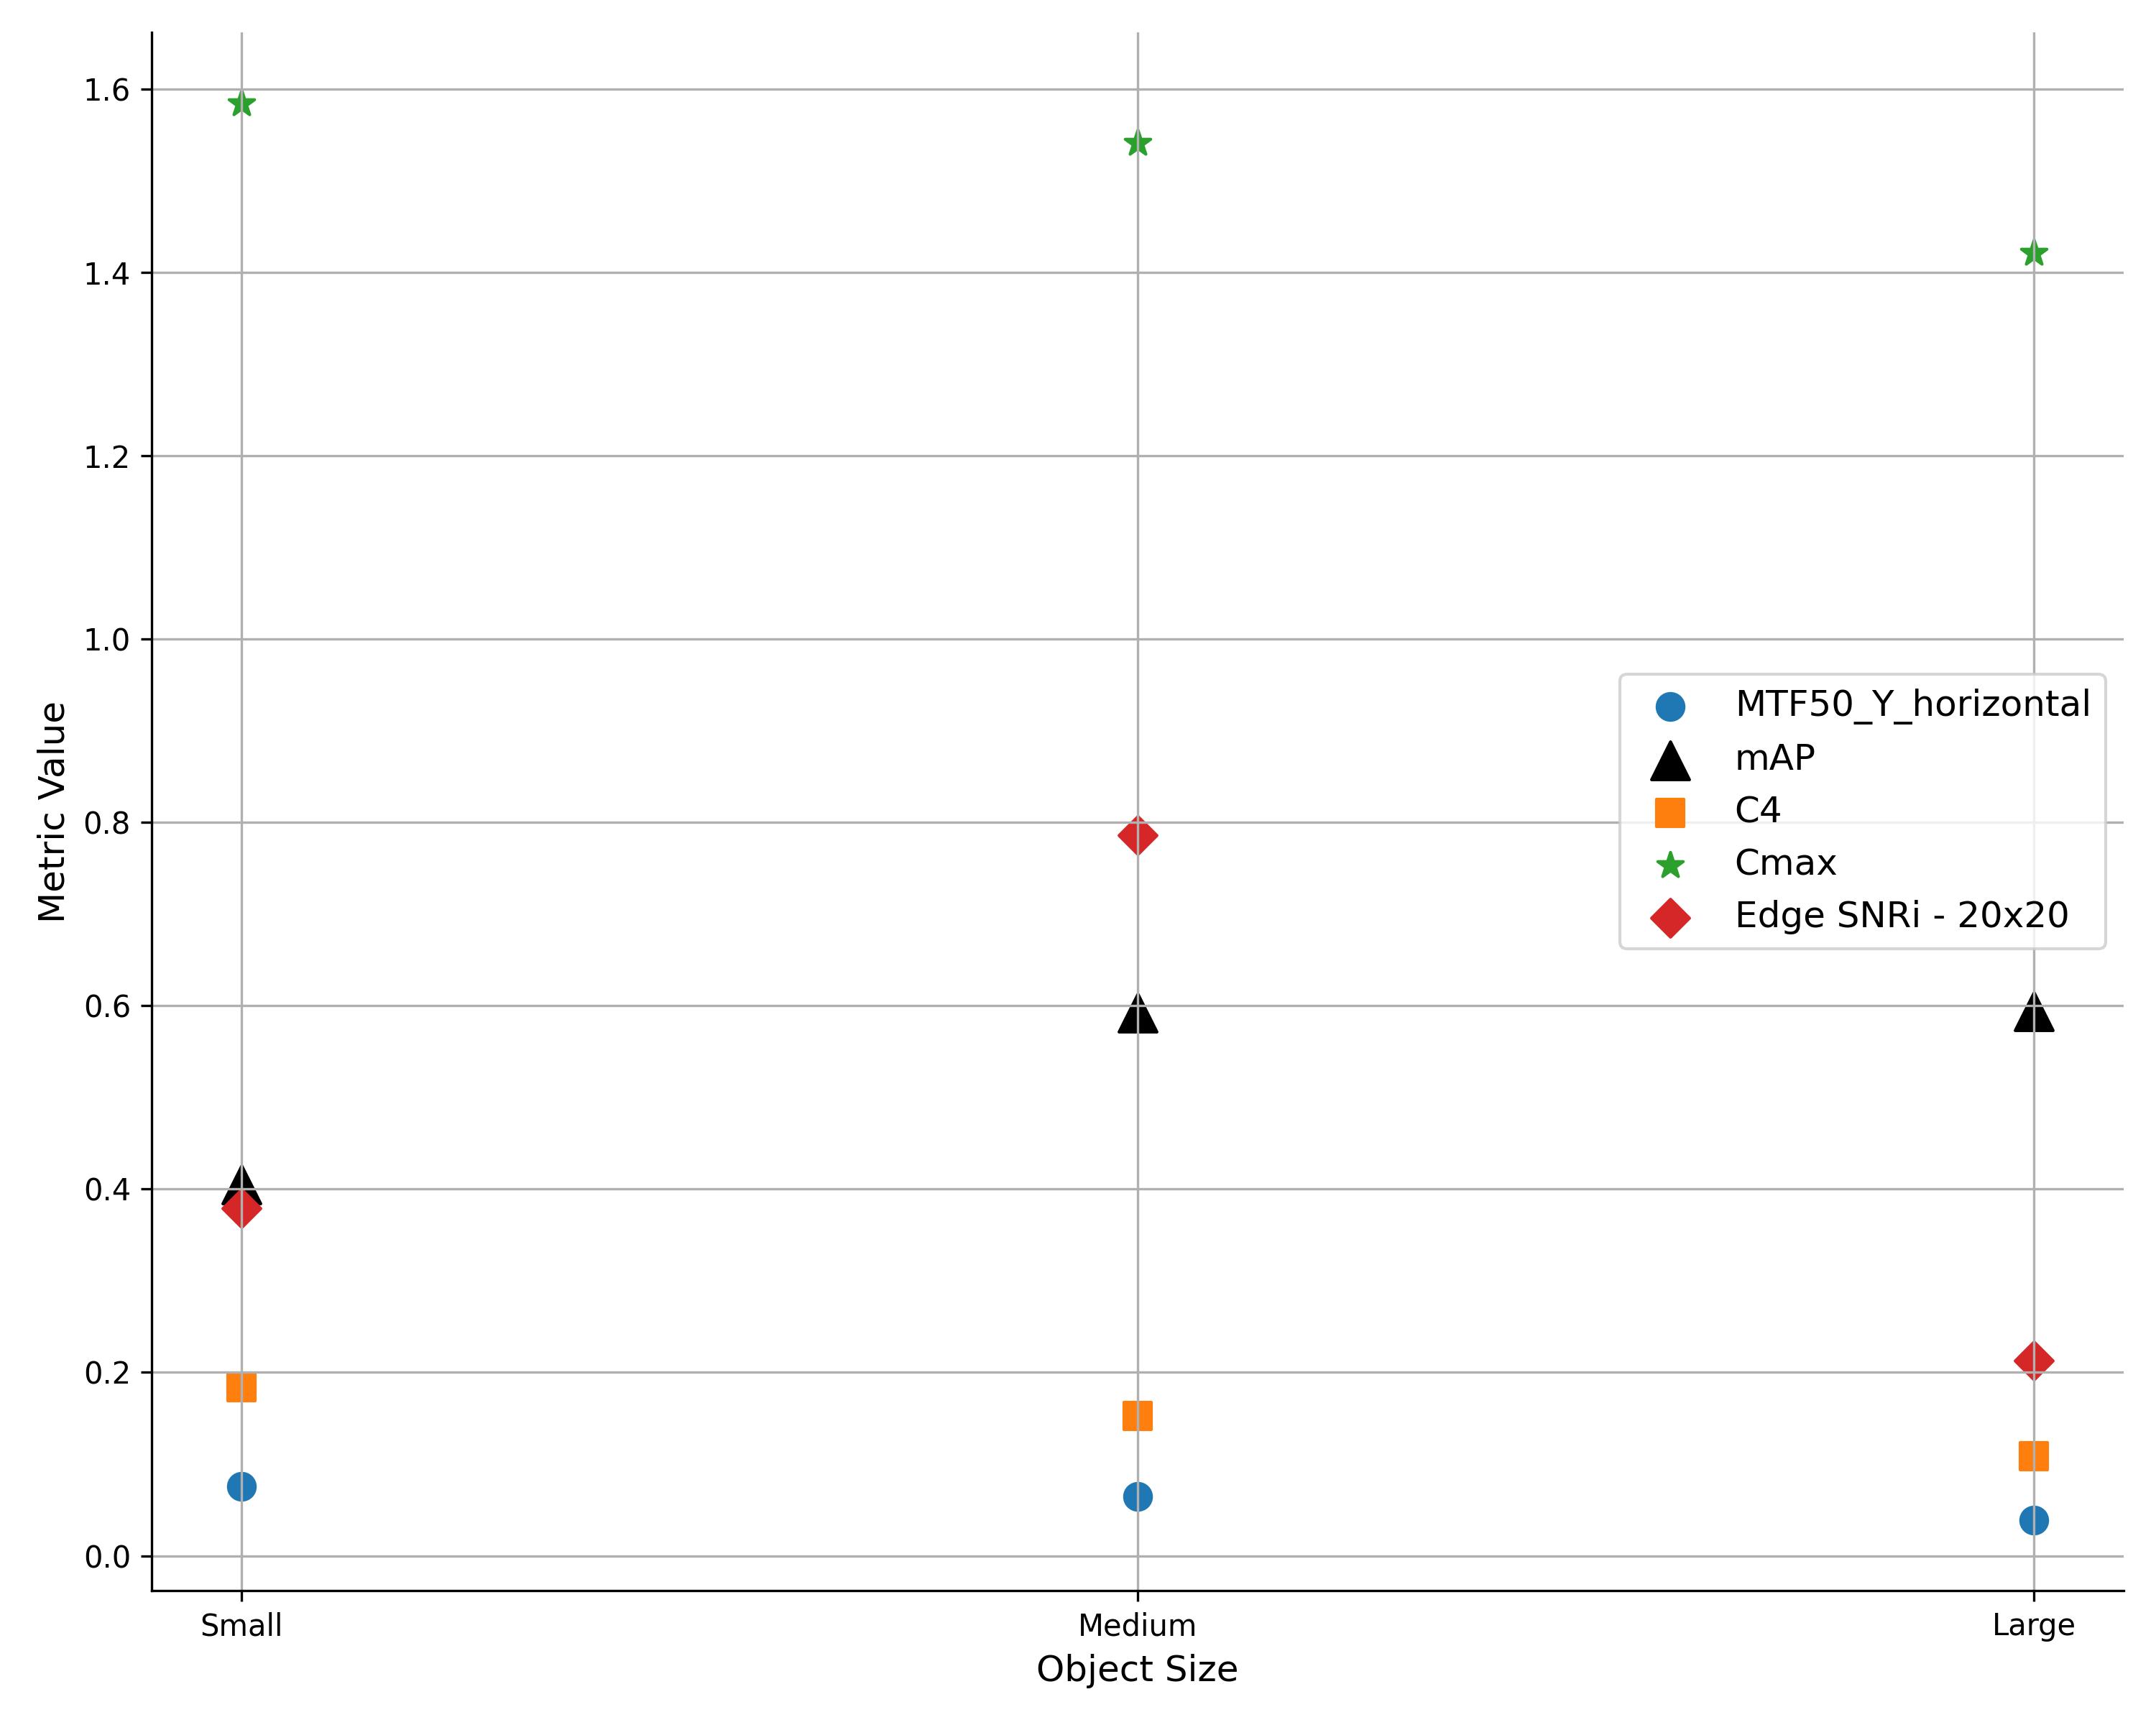 1.6
1.4
1.2
1.0
0.8
0.6
0.4
0.2
0.0
Metric Value
MTF50_Y_horizontal
mAP
C4
Cmax
Edge SNRi - 20x20
Small
Medium
Large
Object Size